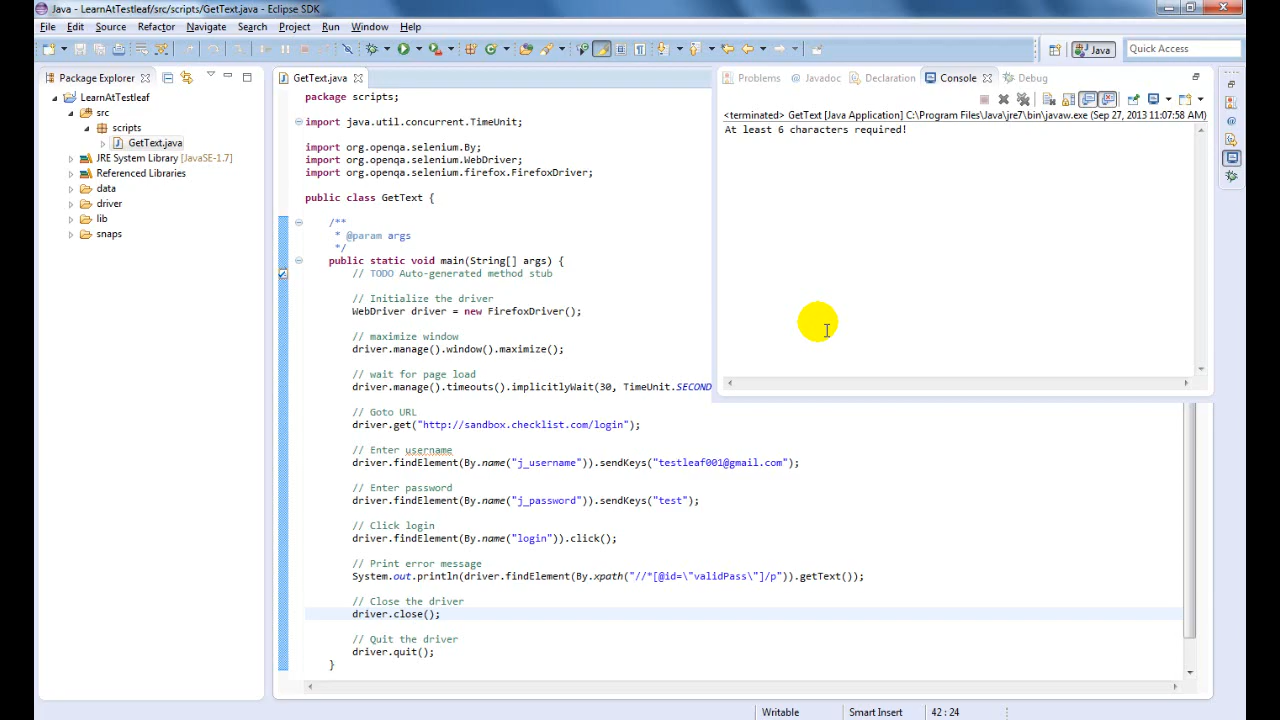 Java - LearnAtTestleaf/src/scripts/GetText.java - Eclipse SDK
File Edit Source Refactor Navigate Search Project Run Window Help
Java
Quick Access
Package Explorer
LearnAtTestleaf
src
scripts
GetText.java
JRE System Library [JavaSE-1.7]
Referenced Libraries
data
driver
lib
snaps
GetText.java
package scripts;
import java.util.concurrent.TimeUnit;
import org.openqa.selenium.By;
import org.openqa.selenium.WebDriver;
import org.openqa.selenium.firefox.FirefoxDriver;
public class GetText {
/**
* @param args
*/
public static void main(String[] args) {
// TODO Auto-generated method stub
// Initialize the driver
WebDriver driver = new FirefoxDriver();
// maximize window
driver.manage().window().maximize();
// wait for page load
driver.manage().timeouts().implicitlyWait(30, TimeUnit.SECOND
// Goto URL
driver.get("http://sandbox.checklist.com/login");
// Enter username
driver.findElement(By.name("j_username")).sendKeys("testleaf001@gmail.com");
// Enter password
driver.findElement(By.name("j_password")).sendKeys("test");
// Click login
driver.findElement(By.name("login")).click();
// Print error message
System.out.println(driver.findElement(By.xpath("//*[@id=\"validPass\"]/p")).getText());
// Close the driver
driver.close();
// Quit the driver
driver.quit();
}
Problems Javadoc Declaration Console Debug
<terminated> GetText [Java Application] C:\Program Files\Java\jre7\bin\javaw.exe (Sep 27, 2013 11:07:58 AM)
At least 6 characters required!
Writable Smart Insert 42 : 24